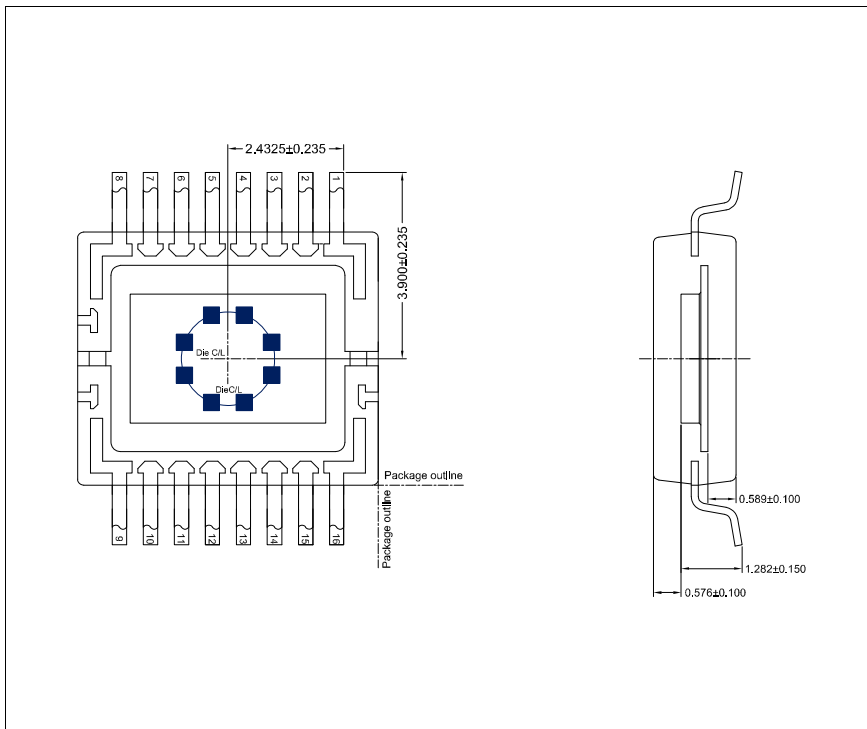 2.4325±0.235
8 7 6 5 4 3 2 1
3.900±0.235
Die C/L
DieC/L
Package outline
Package outline
9 10 11 12 13 14 15 16
0.589±0.100
1.282±0.150
0.576±0.100